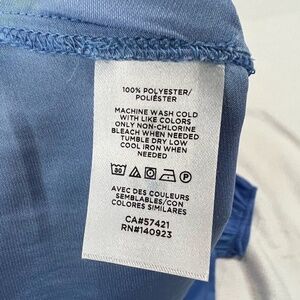 100% POLYESTER/
POLIÉSTER
MACHINE WASH COLD
WITH LIKE COLORS
ONLY NON-CHLORINE
BLEACH WHEN NEEDED
TUMBLE DRY LOW
COOL IRON WHEN
NEEDED
30 P
AVEC DES COULEURS
SEMBLABLES/CON
COLORES SIMILARES
CA#57421
RN#140923